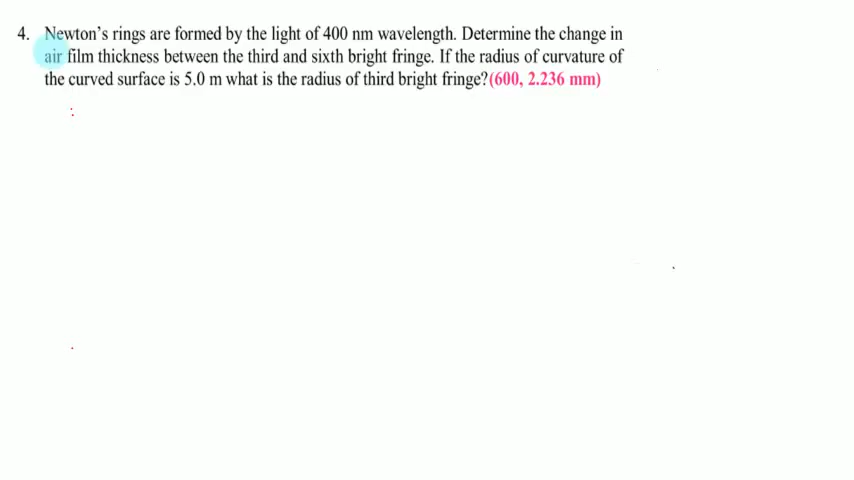 4. Newton's rings are formed by the light of 400 nm wavelength. Determine the change in
air film thickness between the third and sixth bright fringe. If the radius of curvature of
the curved surface is 5.0 m what is the radius of third bright fringe?(600, 2.236 mm)